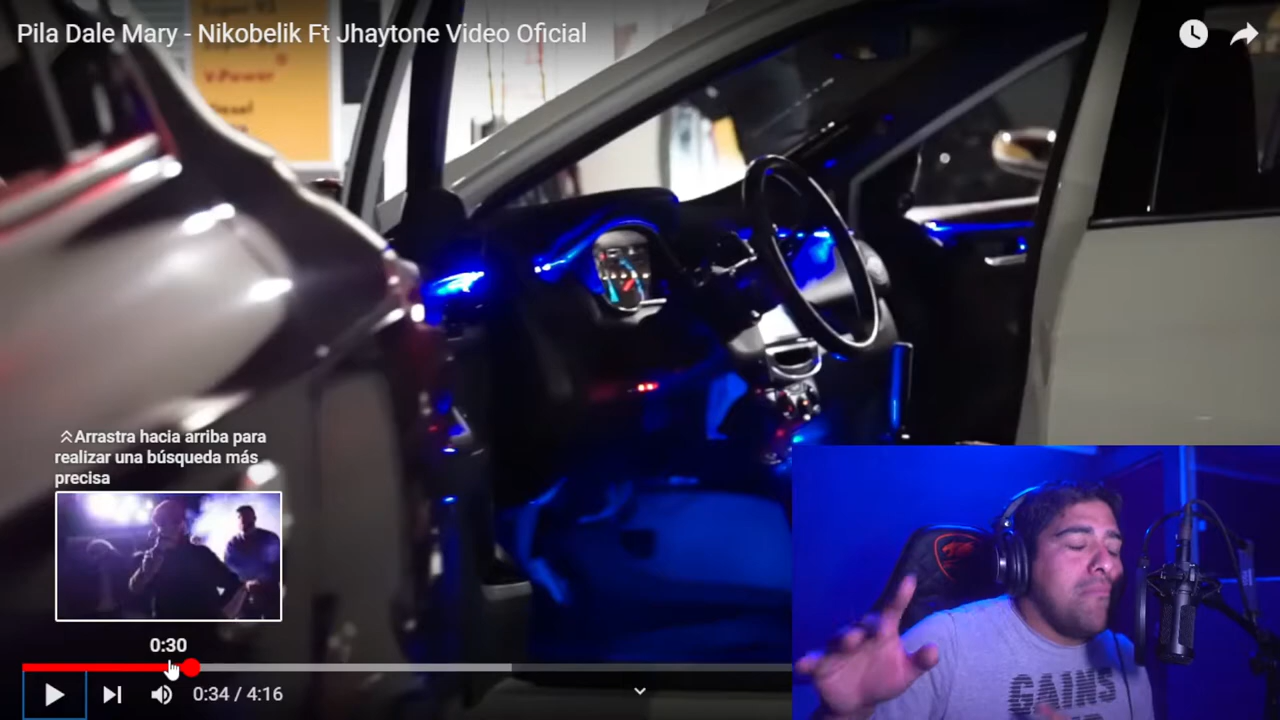 Pila Dale Mary - Nikobelik Ft Jhaytone Video Oficial
V-Power
Arrastra hacia arriba para
realizar una búsqueda más
precisa
0:30
0:34 / 4:16
GAINS